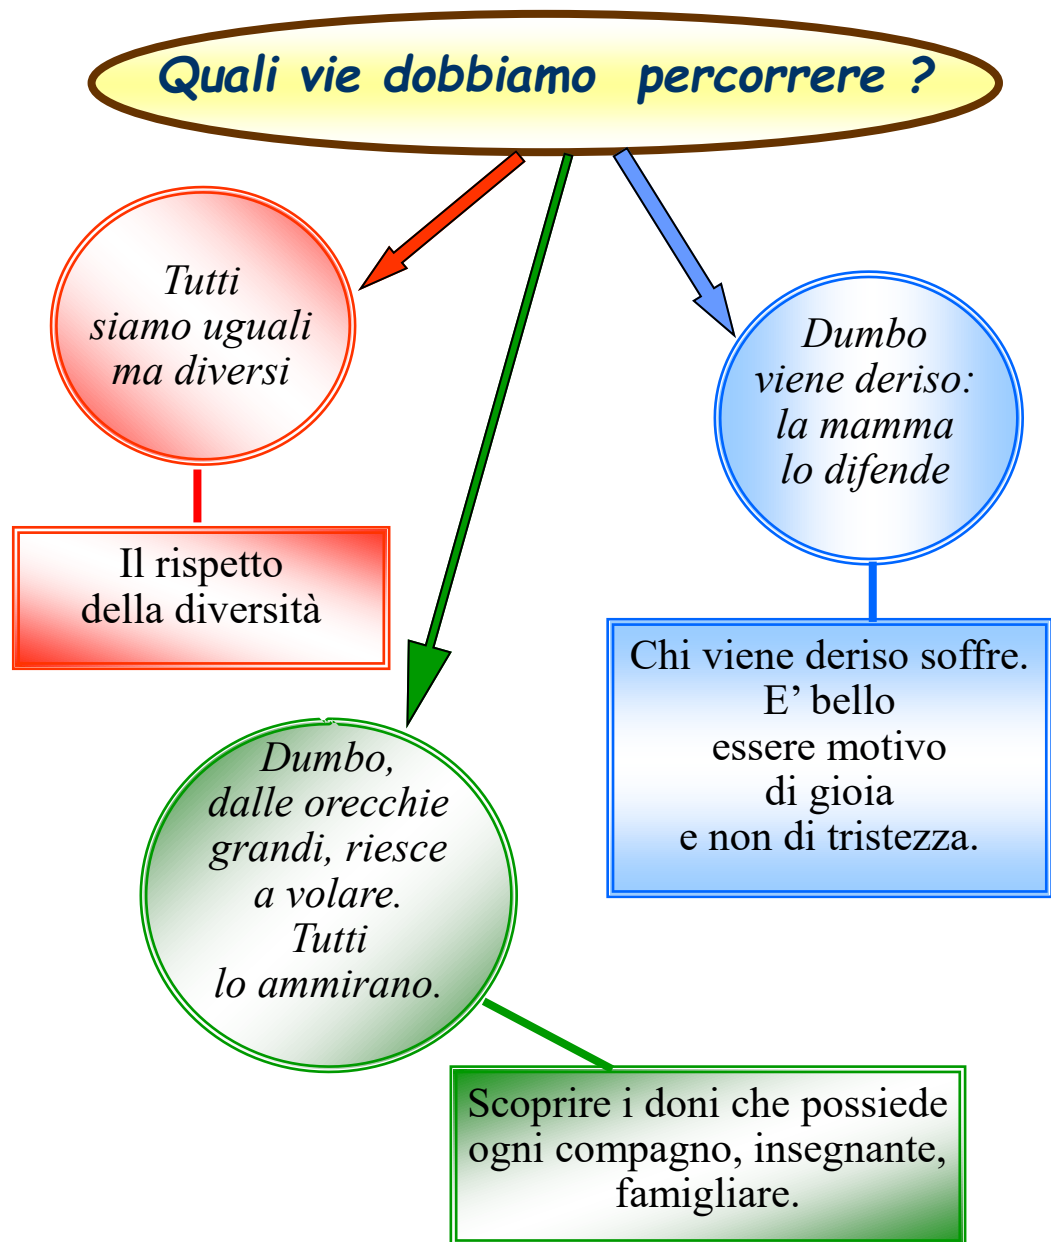 Quali vie dobbiamo percorrere ?
Tutti
siamo uguali
ma diversi
Il rispetto
della diversità
Dumbo
viene deriso:
la mamma
lo difende
Chi viene deriso soffre.
E’ bello
essere motivo
di gioia
e non di tristezza.
Dumbo,
dalle orecchie
grandi, riesce
a volare.
Tutti
lo ammirano.
Scoprire i doni che possiede
ogni compagno, insegnante,
famigliare.